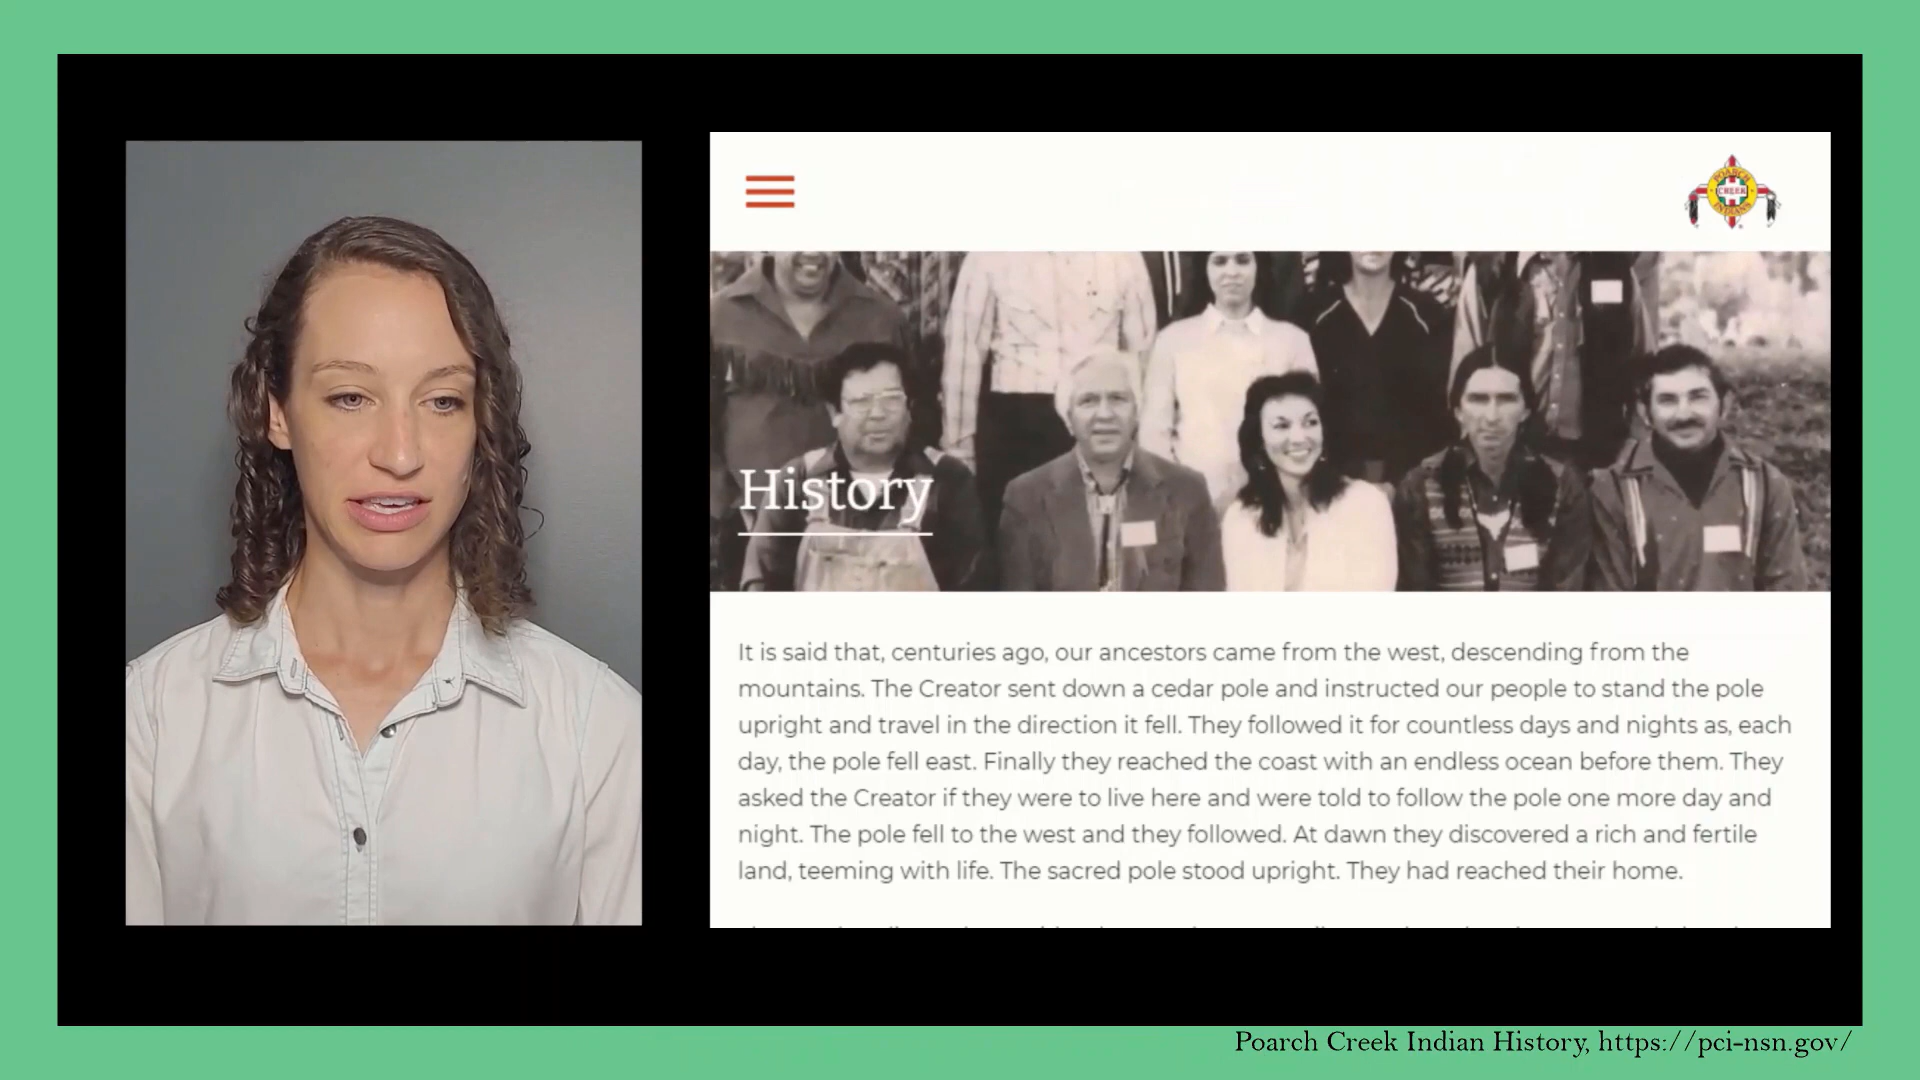 POARCH
CREEK
INDIANS
History
It is said that, centuries ago, our ancestors came from the west, descending from the
mountains. The Creator sent down a cedar pole and instructed our people to stand the pole
upright and travel in the direction it fell. They followed it for countless days and nights as, each
day, the pole fell east. Finally they reached the coast with an endless ocean before them. They
asked the Creator if they were to live here and were told to follow the pole one more day and
night. The pole fell to the west and they followed. At dawn they discovered a rich and fertile
land, teeming with life. The sacred pole stood upright. They had reached their home.
Poarch Creek Indian History, https://pci-nsn.gov/